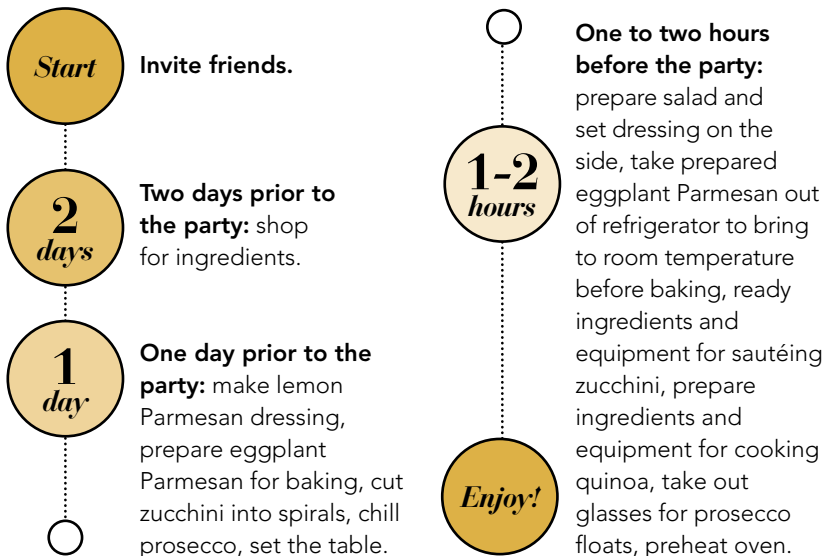 Start
Invite friends.
2
days
Two days prior to
the party: shop
for ingredients.
1
day
One day prior to the
party: make lemon
Parmesan dressing,
prepare eggplant
Parmesan for baking, cut
zucchini into spirals, chill
prosecco, set the table.
1-2
hours
One to two hours
before the party:
prepare salad and
set dressing on the
side, take prepared
eggplant Parmesan out
of refrigerator to bring
to room temperature
before baking, ready
ingredients and
equipment for sautéing
zucchini, prepare
ingredients and
equipment for cooking
quinoa, take out
glasses for prosecco
floats, preheat oven.
Enjoy!